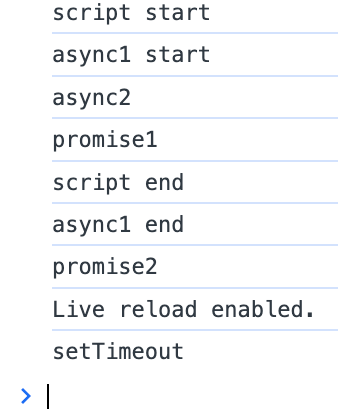 script start
async1 start
async2
promise1
script end
async1 end
promise2
Live reload enabled.
setTimeout
>